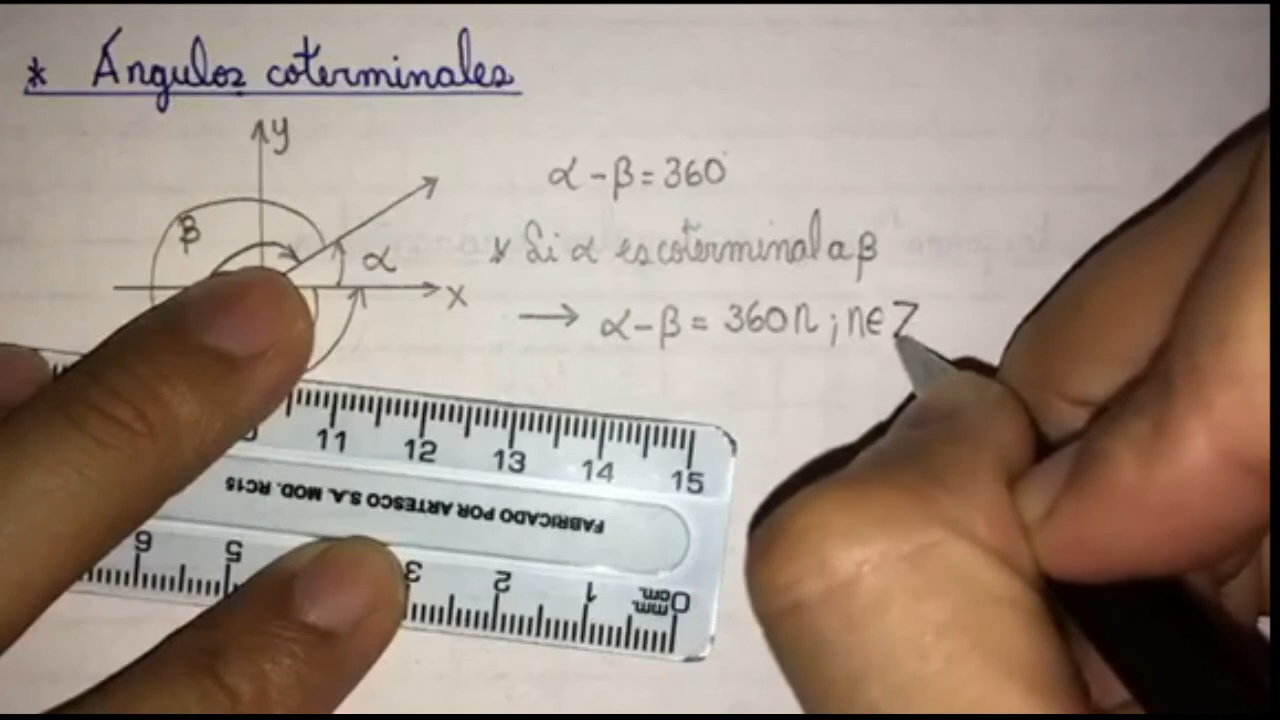 * Ángulos coterminales
y
β
α
x
α - β = 360°
* Si α es coterminal a β
→ α - β = 360n ; n ∈ Z
11 12 13 14 15
FABRICADO POR ARTESCO S.A. MOD. RC15
6 5 3 2 1 0
mm.
cm.